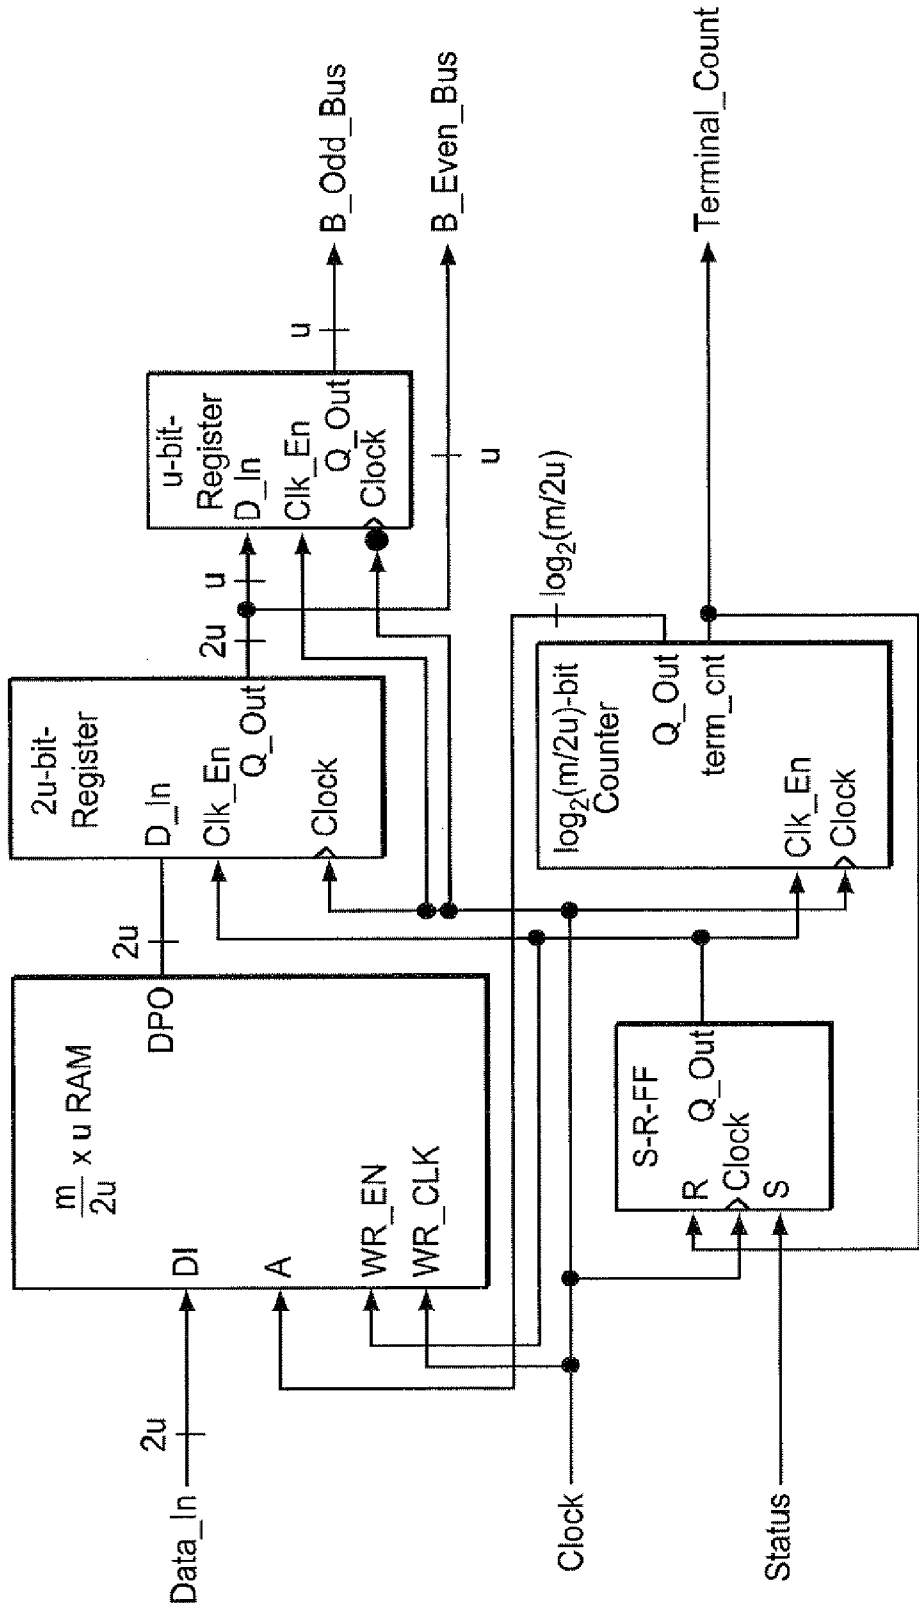 Data_In
2u
m
2u
x u RAM
DI
A
WR_EN
WR_CLK
DPO
2u
2u-bit-
Register
D_In
Clk_En
Q_Out
Clock
2u
u
u-bit-
Register
D_In
Clk_En
Q_Out
Clock
u
B_Odd_Bus
u
B_Even_Bus
log₂(m/2u)
Clock
Status
S-R-FF
R
Q_Out
Clock
S
log₂(m/2u)-bit
Counter
Q_Out
term_cnt
Clk_En
Clock
Terminal_Count